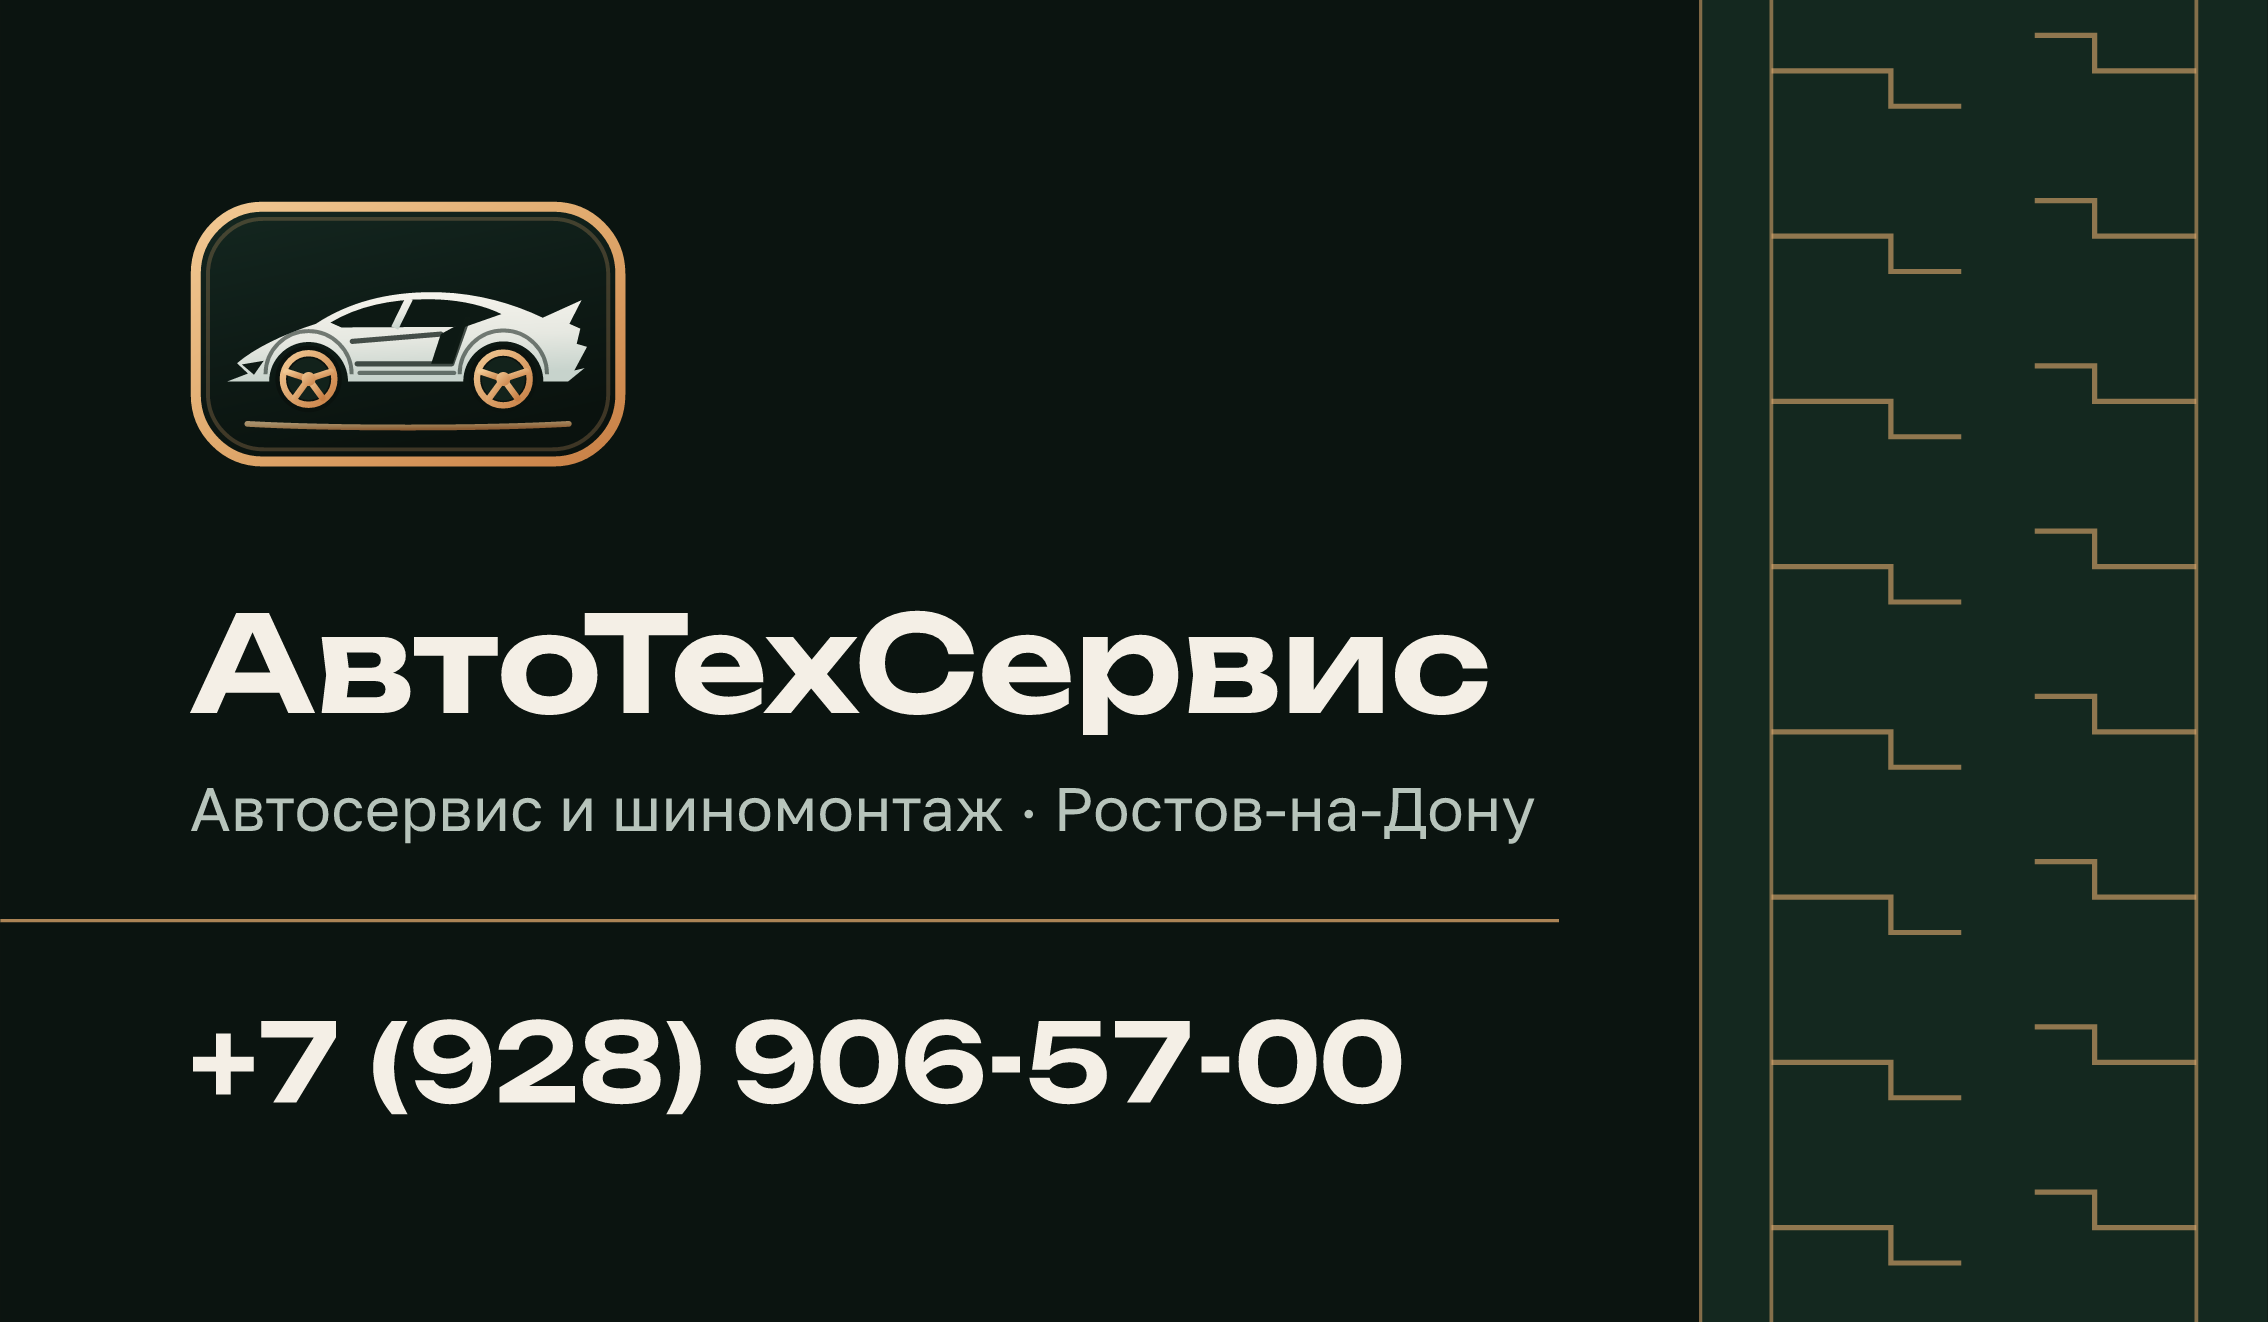 АвтоТехСервис
Автосервис и шиномонтаж · Ростов-на-Дону
+7 (928) 906-57-00